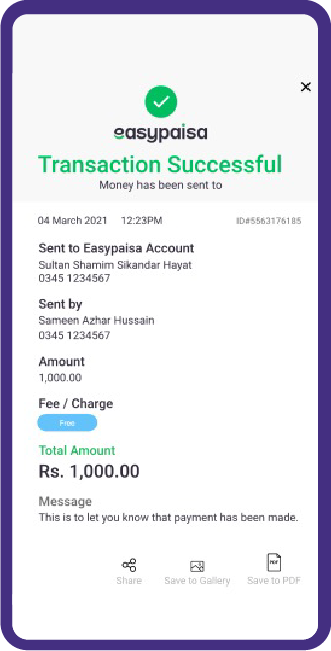 easypaisa
Transaction Successful
Money has been sent to
04 March 2021 12:23PM ID#5563176185
Sent to Easypaisa Account
Sultan Shamim Sikandar Hayat
0345 1234567
Sent by
Sameen Azhar Hussain
0345 1234567
Amount
1,000.00
Fee / Charge
Free
Total Amount
Rs. 1,000.00
Message
This is to let you know that payment has been made.
PDF
Share Save to Gallery Save to PDF